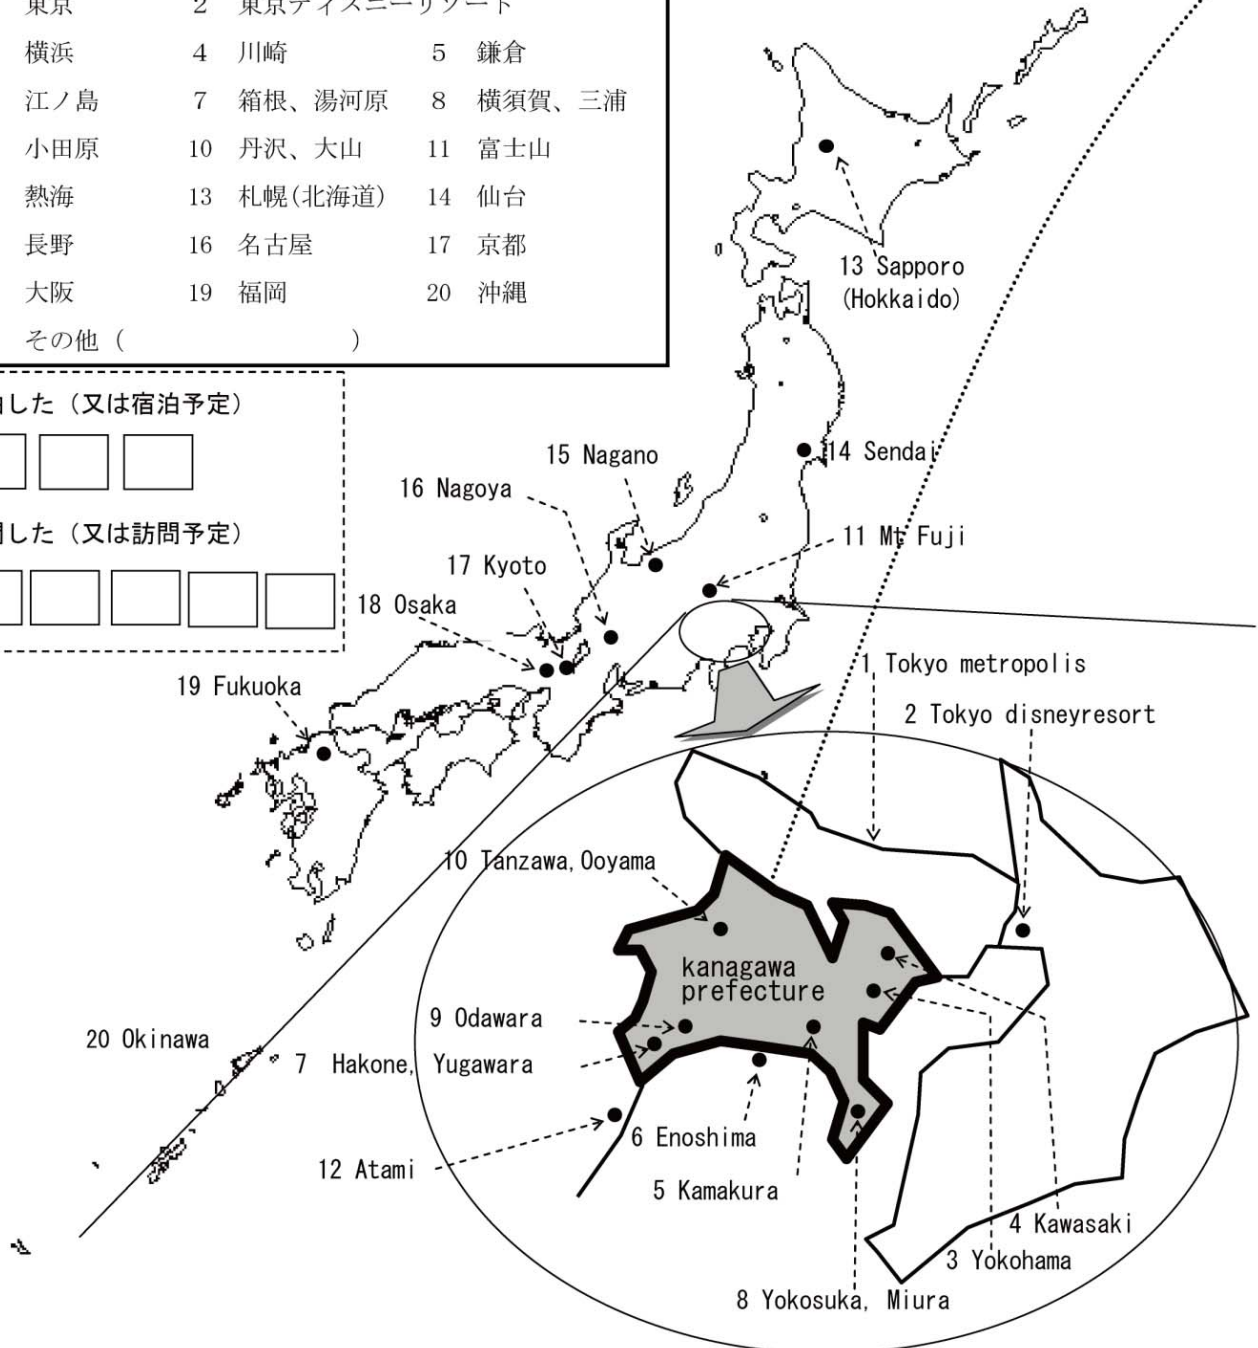 東京 2 東京ディズニーリゾート
横浜 4 川崎 5 鎌倉
江ノ島 7 箱根、湯河原 8 横須賀、三浦
小田原 10 丹沢、大山 11 富士山
熱海 13 札幌(北海道) 14 仙台
長野 16 名古屋 17 京都
大阪 19 福岡 20 沖縄
その他 ( )
した（又は宿泊予定）
した（又は訪問予定）
13 Sapporo
(Hokkaido)
14 Sendai
15 Nagano
16 Nagoya
11 Mt Fuji
17 Kyoto
18 Osaka
19 Fukuoka
1 Tokyo metropolis
2 Tokyo disneyresort
10 Tanzawa,Ooyama
kanagawa
prefecture
9 Odawara
20 Okinawa
7 Hakone, Yugawara
6 Enoshima
12 Atami
5 Kamakura
4 Kawasaki
3 Yokohama
8 Yokosuka, Miura